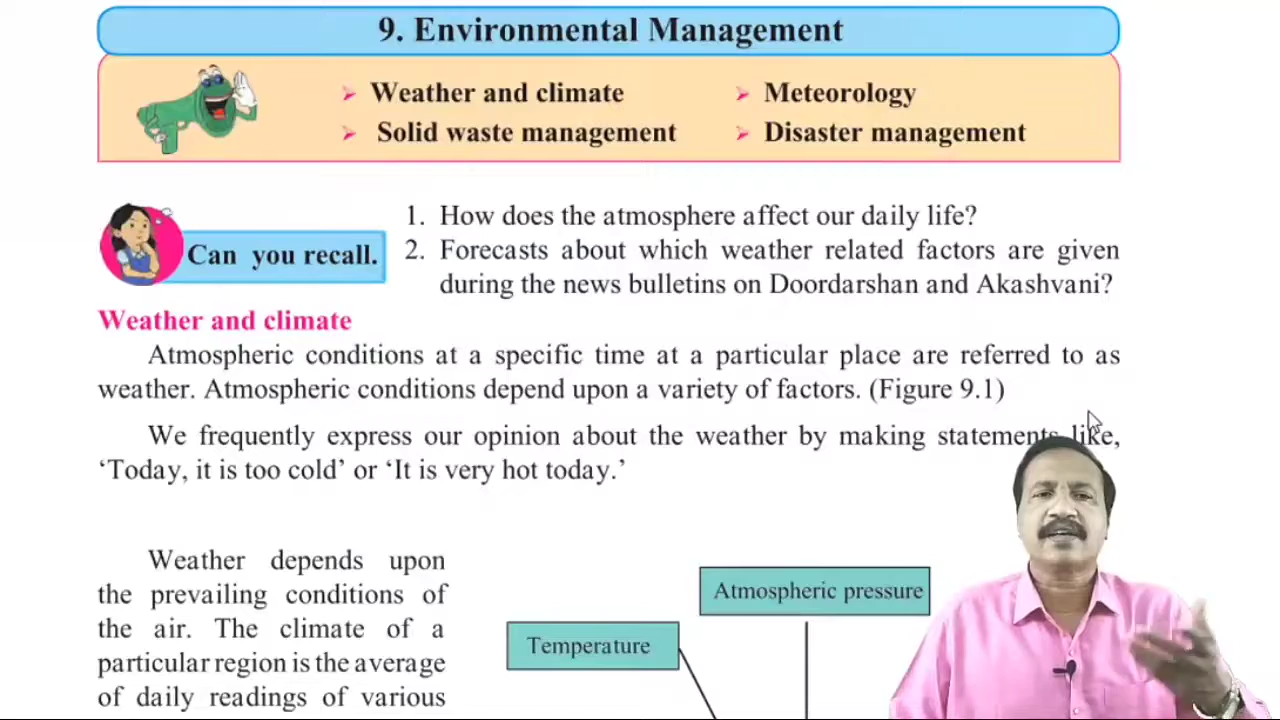 9. Environmental Management
Weather and climate
Meteorology
Solid waste management
Disaster management
Can you recall.
1. How does the atmosphere affect our daily life?
2. Forecasts about which weather related factors are given
during the news bulletins on Doordarshan and Akashvani?
Weather and climate
Atmospheric conditions at a specific time at a particular place are referred to as
weather. Atmospheric conditions depend upon a variety of factors. (Figure 9.1)
We frequently express our opinion about the weather by making statements like,
‘Today, it is too cold’ or ‘It is very hot today.’
Weather depends upon
the prevailing conditions of
the air. The climate of a
particular region is the average
of daily readings of various
Atmospheric pressure
Temperature